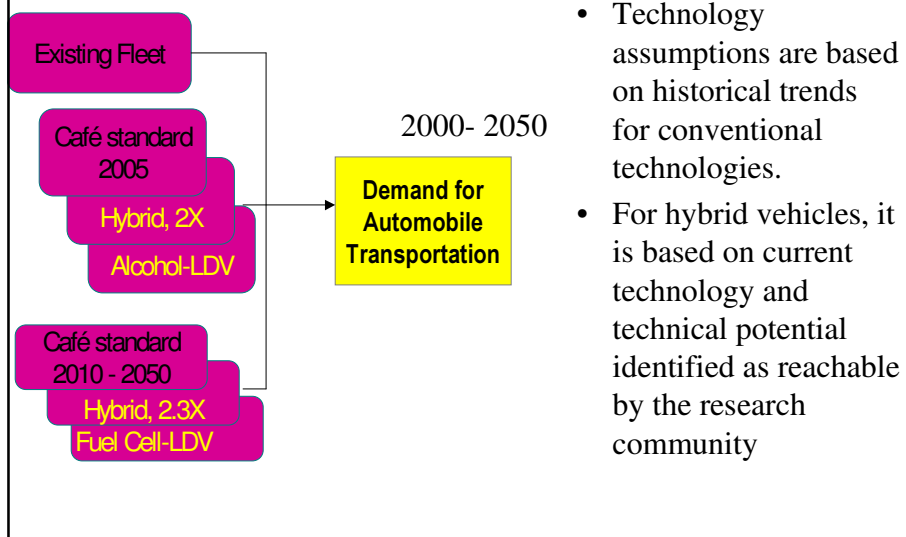 Existing Fleet
Café standard
2005
Hybrid, 2X
Alcohol-LDV
Café standard
2010 - 2050
Hybrid, 2.3X
Fuel Cell-LDV
2000- 2050
Demand for
Automobile
Transportation
• Technology
assumptions are based
on historical trends
for conventional
technologies.
• For hybrid vehicles, it
is based on current
technology and
technical potential
identified as reachable
by the research
community